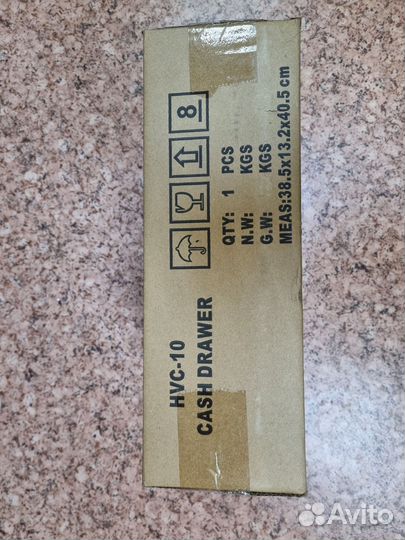 HVC-10
CASH DRAWER
8
QTY: 1 PCS
N.W: KGS
G.W: KGS
MEAS:38.5x13.2x40.5 cm
Avito